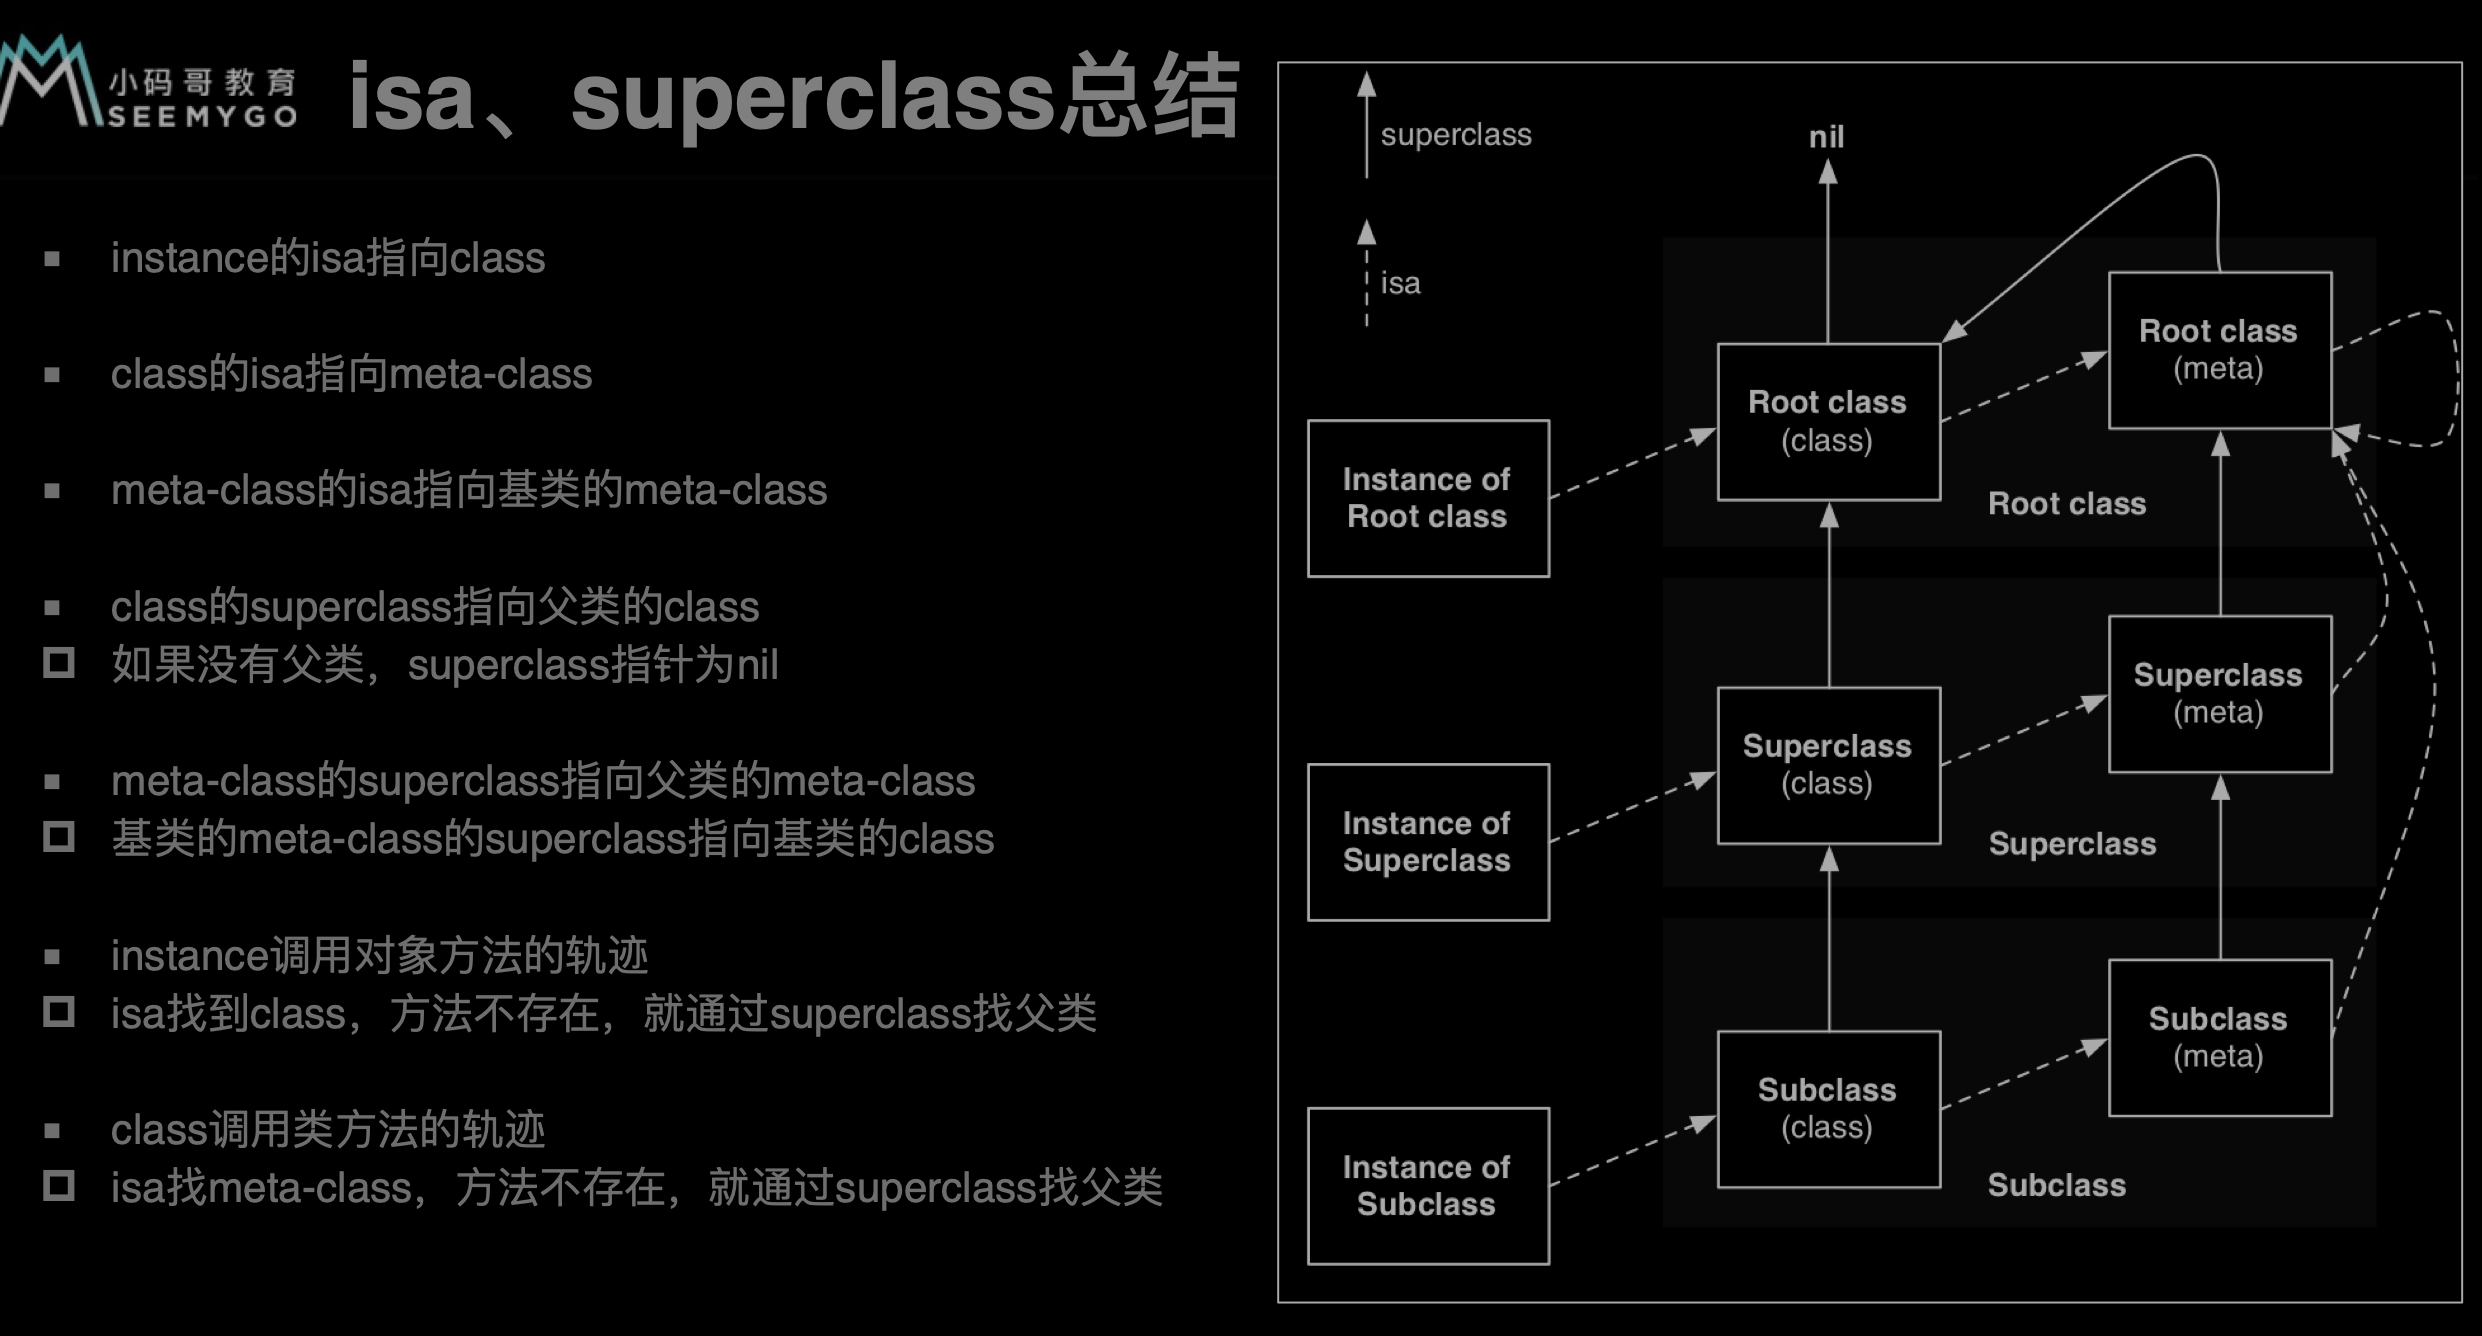 小码哥教育
SEEMYGO
isa、superclass总结
instance的isa指向class
class的isa指向meta-class
meta-class的isa指向基类的meta-class
class的superclass指向父类的class
如果没有父类，superclass指针为nil
meta-class的superclass指向父类的meta-class
基类的meta-class的superclass指向基类的class
instance调用对象方法的轨迹
isa找到class，方法不存在，就通过superclass找父类
class调用类方法的轨迹
isa找meta-class，方法不存在，就通过superclass找父类
superclass
isa
nil
Instance of
Root class
Root class
(class)
Root class
(meta)
Root class
Instance of
Superclass
Superclass
(class)
Superclass
(meta)
Superclass
Instance of
Subclass
Subclass
(class)
Subclass
(meta)
Subclass